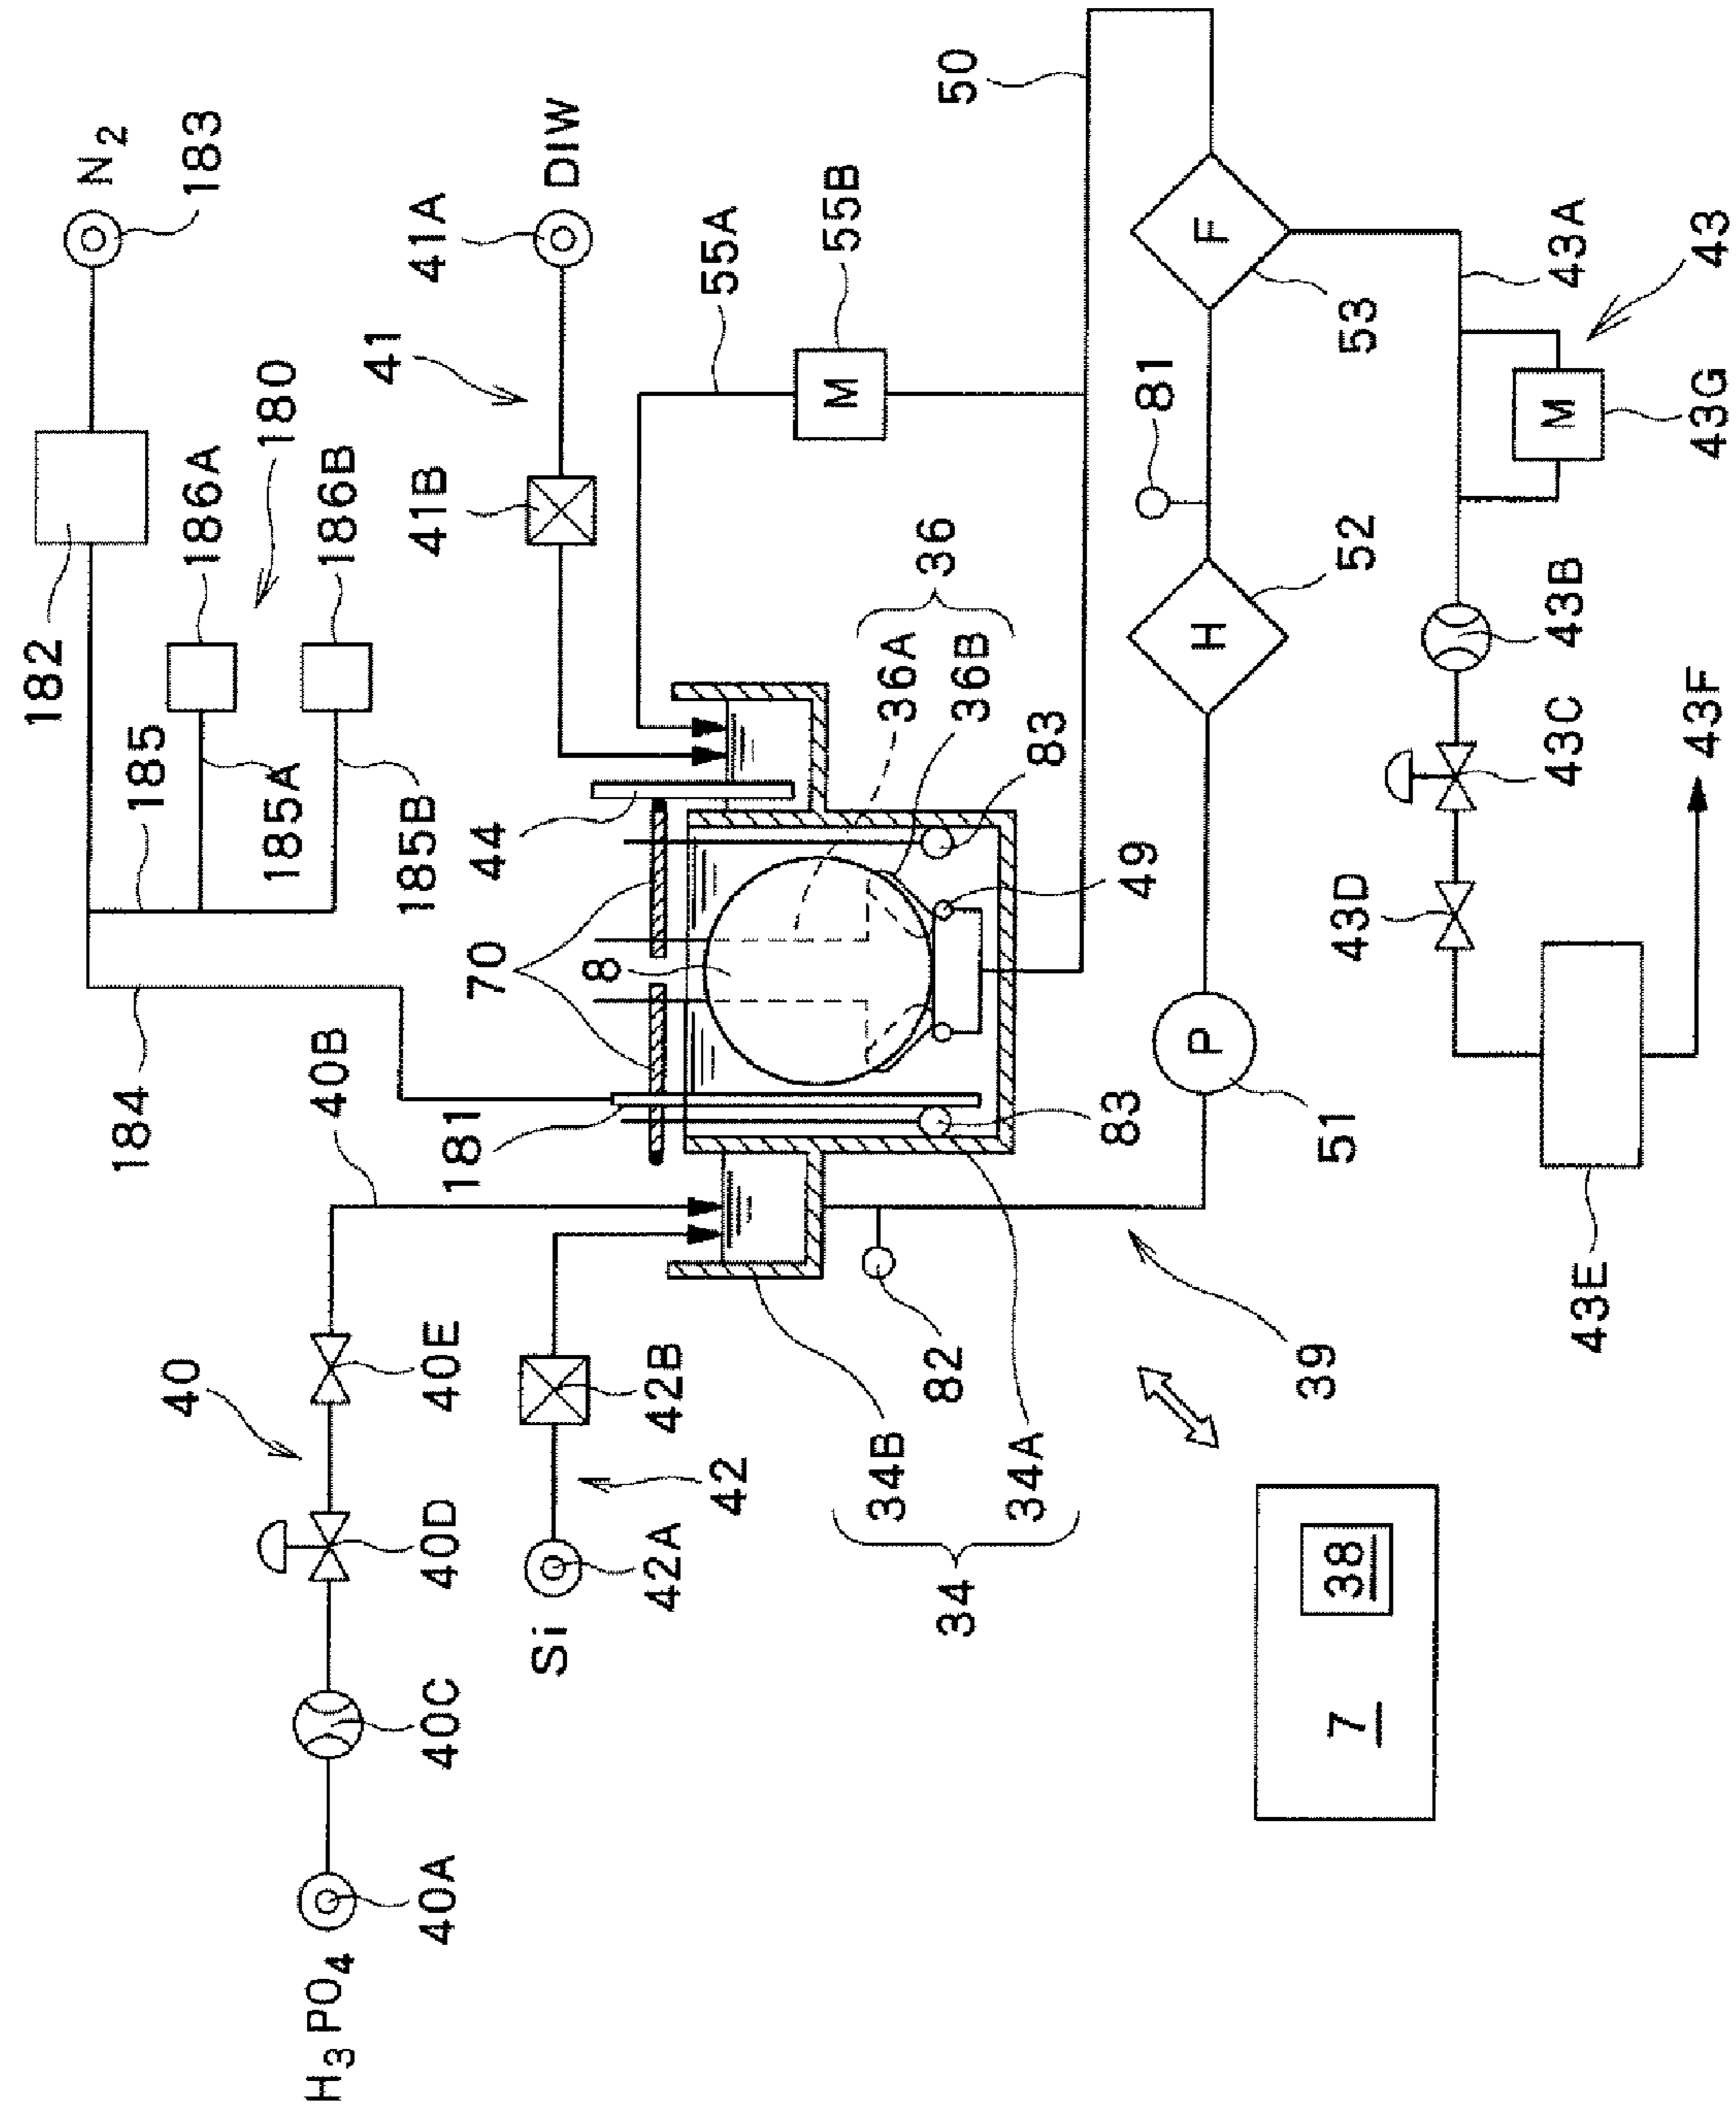 N2
183
182
186A
180
186B
185
185A
185B
184
DIW
41A
41
41B
55A
M
55B
50
44
70
8
181
36
36A
36B
83
49
83
F
53
81
H
52
P
51
43A
43
M
43G
43B
43C
43D
43E
43F
40B
40
40E
40D
40C
40A
H3PO4
42B
42
42A
Si
34B
34A
34
82
39
38
7